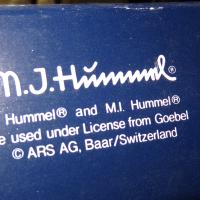 M.J.Hummel®
Hummel® and M.I. Hummel®
used under License from Goebel
© ARS AG, Baar/Switzerland